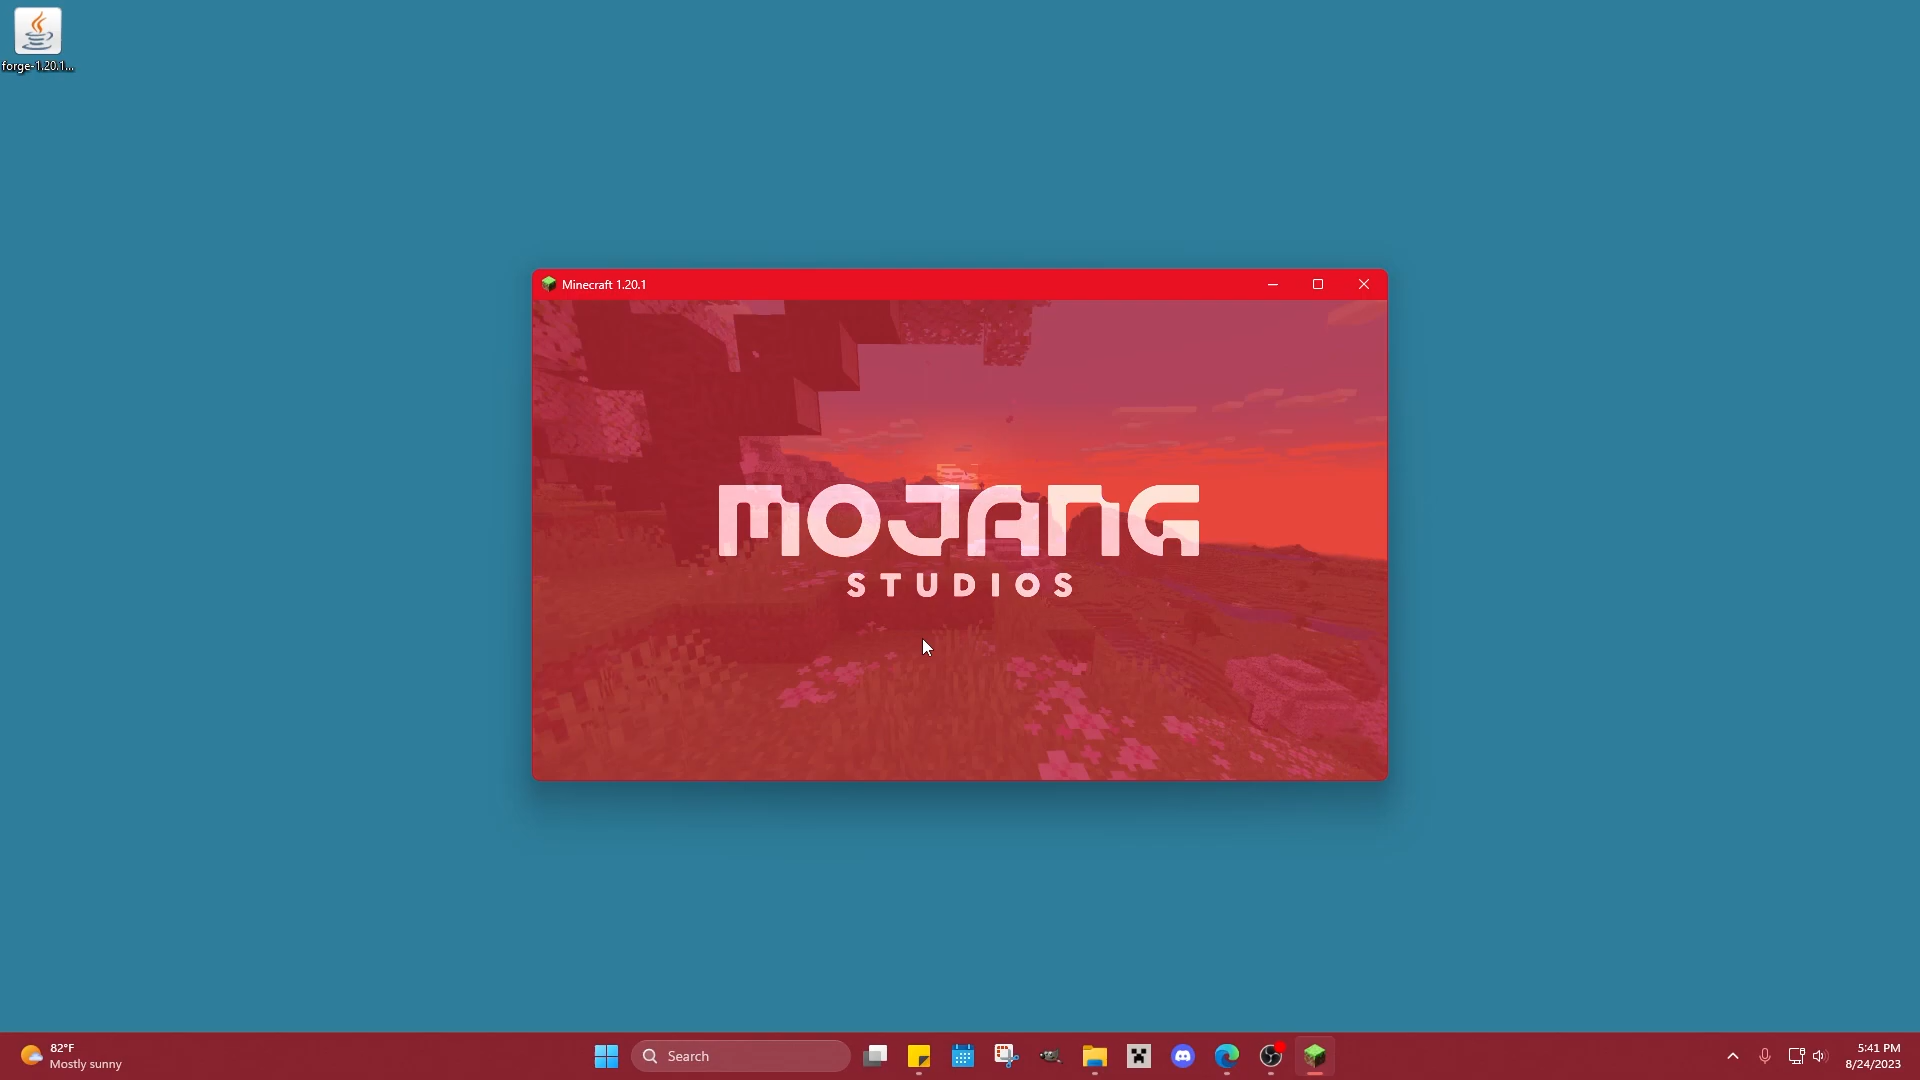 forge-1.20.1...
Minecraft 1.20.1
MOJANG
STUDIOS
82°F
Mostly sunny
Search
5:41 PM
8/24/2023